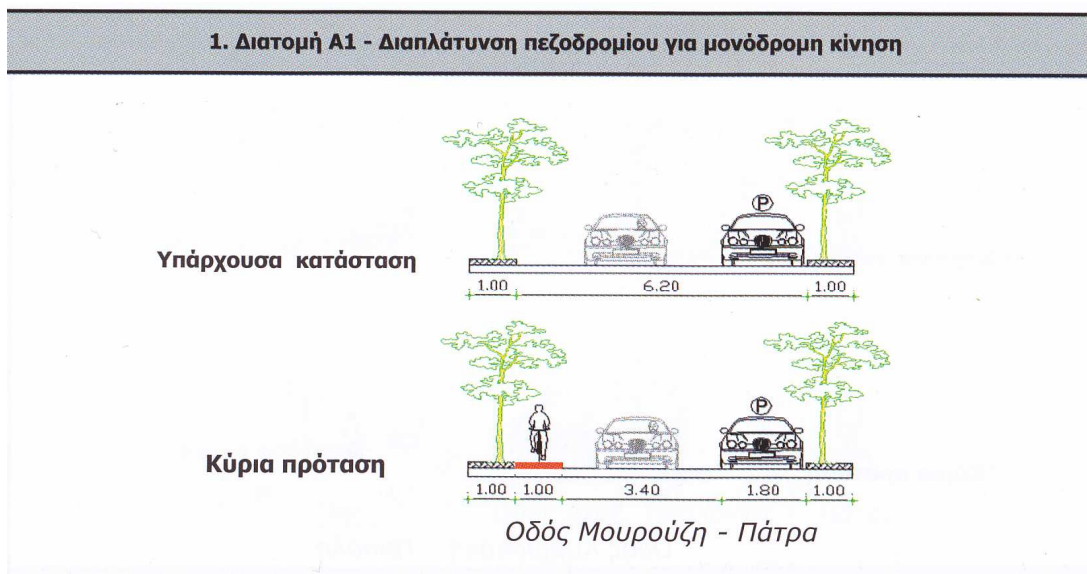 1. Διατομή Α1 - Διαπλάτυνση πεζοδρομίου για μονόδρομη κίνηση
P
Υπάρχουσα κατάσταση
1.00 6.20 1.00
P
Κύρια πρόταση
1.00 1.00 3.40 1.80 1.00
Οδός Μουρούζη - Πάτρα